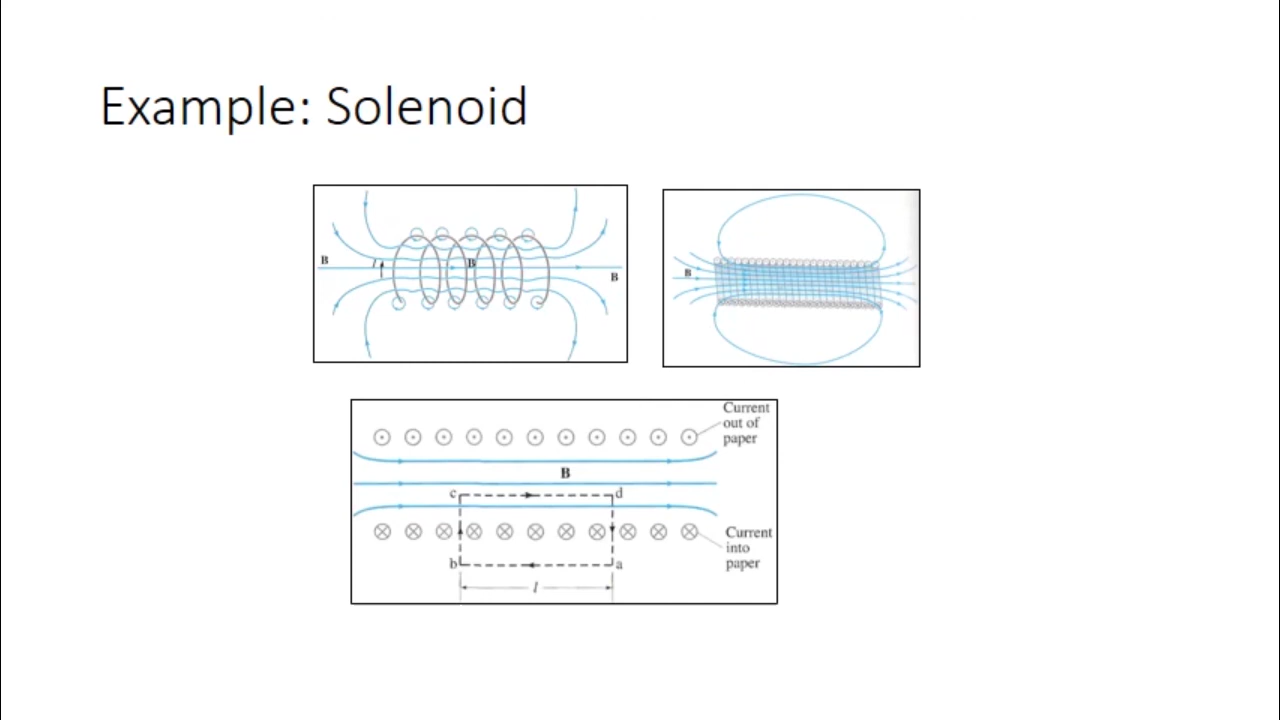 Example: Solenoid
B
I
B
B
B
Current
out of
paper
B
c
d
b
a
Current
into
paper
l